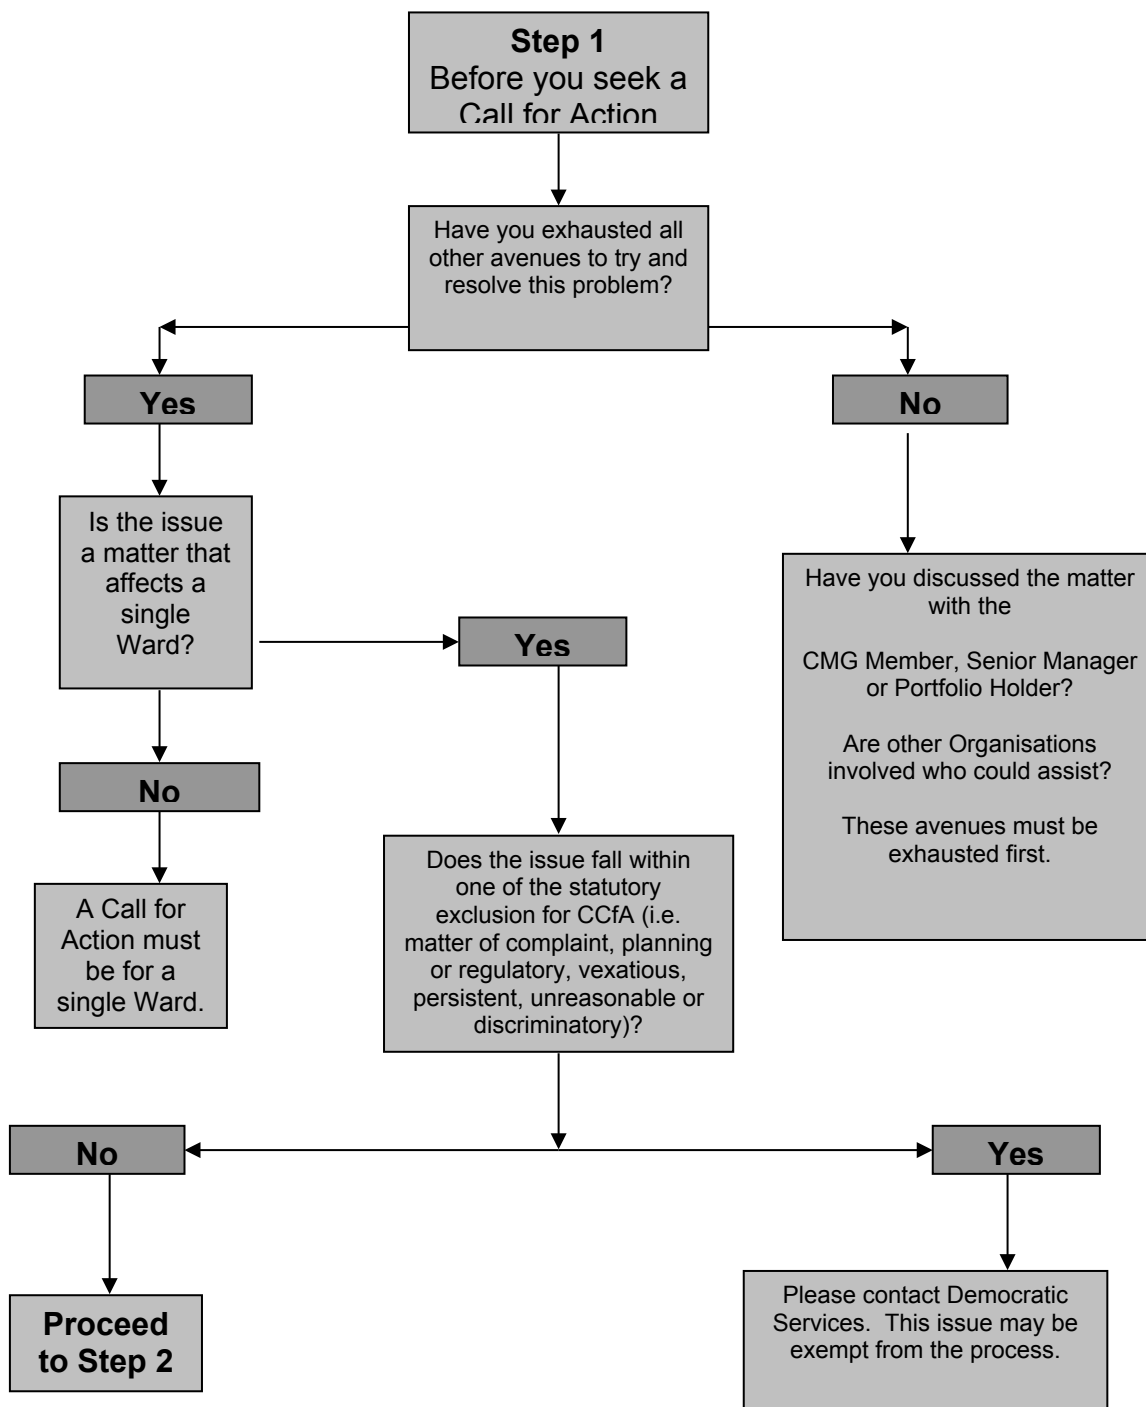 Step 1
Before you seek a
Call for Action
Have you exhausted all
other avenues to try and
resolve this problem?
Yes
No
Is the issue
a matter that
affects a
single
Ward?
Yes
Have you discussed the matter
with the
CMG Member, Senior Manager
or Portfolio Holder?
Are other Organisations
involved who could assist?
These avenues must be
exhausted first.
No
A Call for
Action must
be for a
single Ward.
Does the issue fall within
one of the statutory
exclusion for CCfA (i.e.
matter of complaint, planning
or regulatory, vexatious,
persistent, unreasonable or
discriminatory)?
No
Yes
Proceed
to Step 2
Please contact Democratic
Services.  This issue may be
exempt from the process.